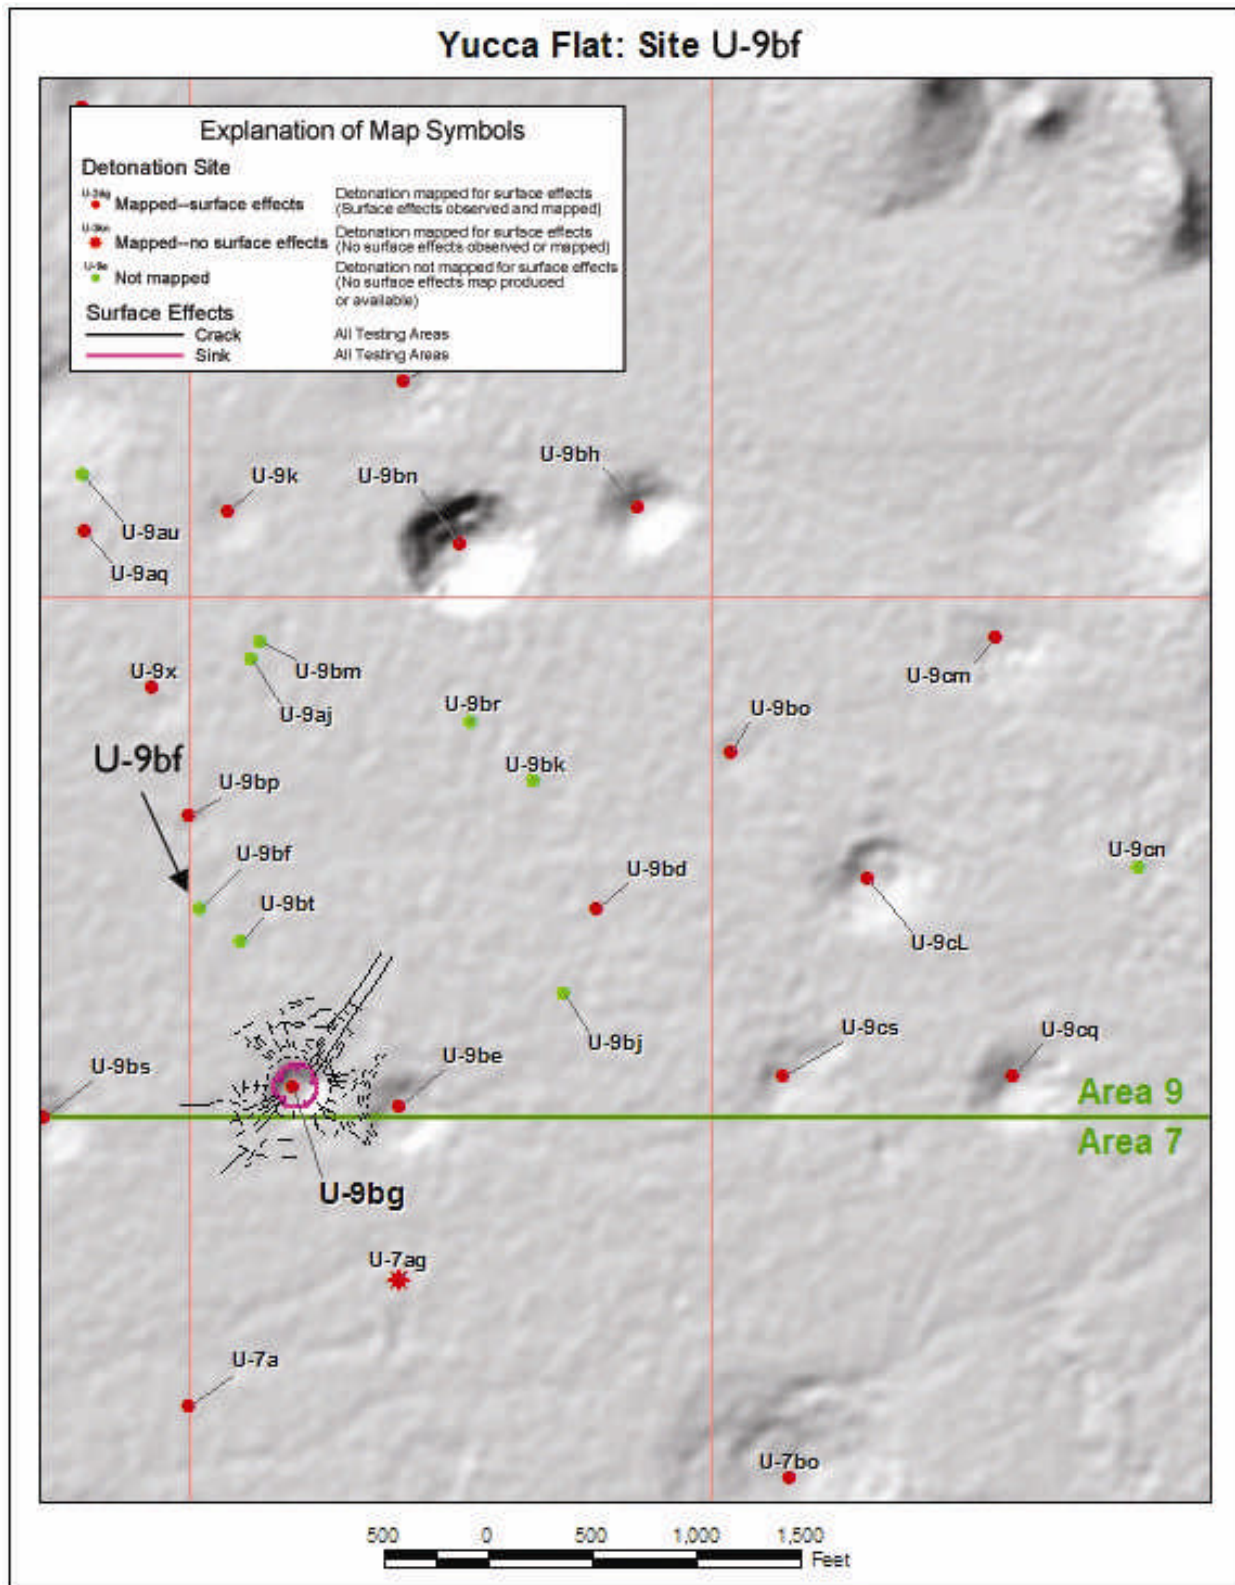 Yucca Flat: Site U-9bf
Explanation of Map Symbols
Detonation Site
Mapped--surface effects
Detonation mapped for surface effects
(Surface effects observed and mapped)
Mapped--no surface effects
Detonation mapped for surface effects
(No surface effects observed or mapped)
Not mapped
Detonation not mapped for surface effects
(No surface effects map produced
or available)
Surface Effects
Crack
All Testing Areas
Sink
All Testing Areas
U-9bh
U-9k
U-9bn
U-9au
U-9aq
U-9x
U-9bm
U-9cm
U-9aj
U-9br
U-9bo
U-9bf
U-9bk
U-9bp
U-9bf
U-9cn
U-9bd
U-9bt
U-9cL
U-9cs
U-9cq
U-9bj
U-9be
U-9bs
Area 9
Area 7
U-9bg
U-7ag
U-7a
U-7bo
500 0 500 1,000 1,500
Feet